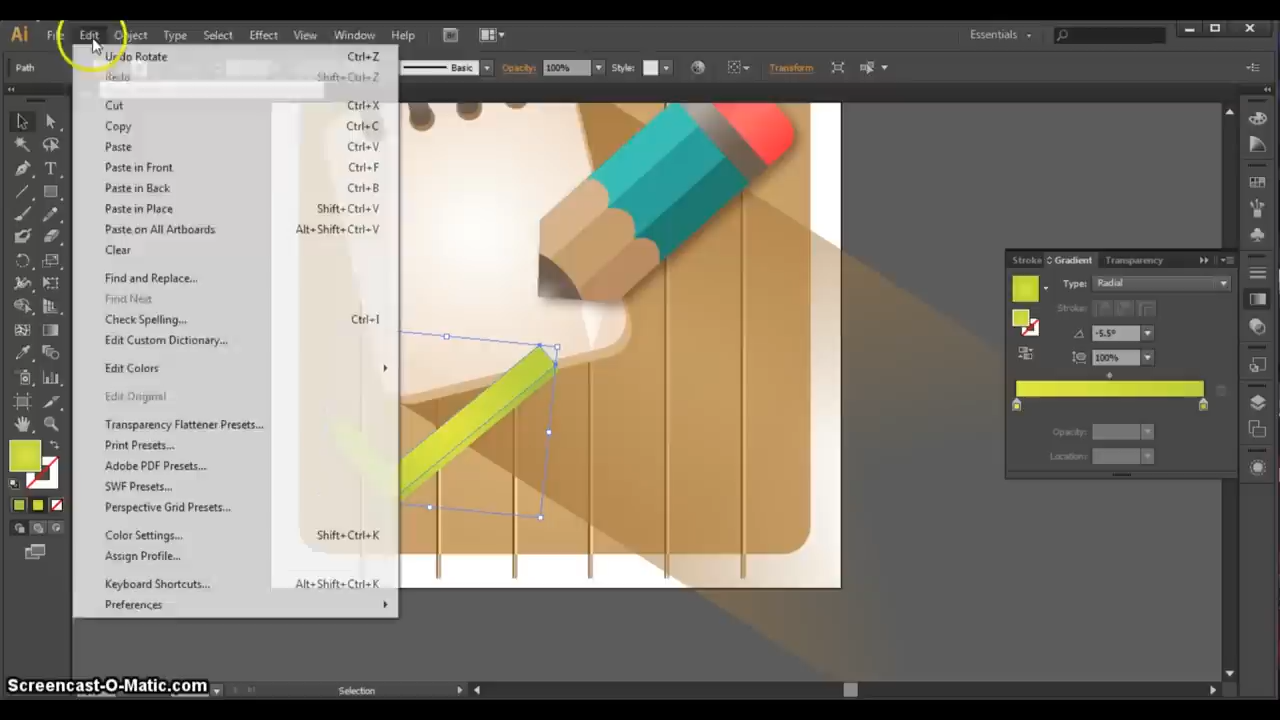 Ai File Edit Object Type Select Effect View Window Help Essentials
Path Basic Opacity: 100% Style: Transform
Undo Rotate Ctrl+Z
Redo Shift+Ctrl+Z
Cut Ctrl+X
Copy Ctrl+C
Paste Ctrl+V
Paste in Front Ctrl+F
Paste in Back Ctrl+B
Paste in Place Shift+Ctrl+V
Paste on All Artboards Alt+Shift+Ctrl+V
Clear
Find and Replace...
Find Next
Check Spelling... Ctrl+I
Edit Custom Dictionary...
Edit Colors
Edit Original
Transparency Flattener Presets...
Print Presets...
Adobe PDF Presets...
SWF Presets...
Perspective Grid Presets...
Color Settings... Shift+Ctrl+K
Assign Profile...
Keyboard Shortcuts... Alt+Shift+Ctrl+K
Preferences
Stroke Gradient Transparency
Type: Radial
Stroke:
-5.5°
100%
Opacity:
Location:
Screencast-O-Matic.com Selection